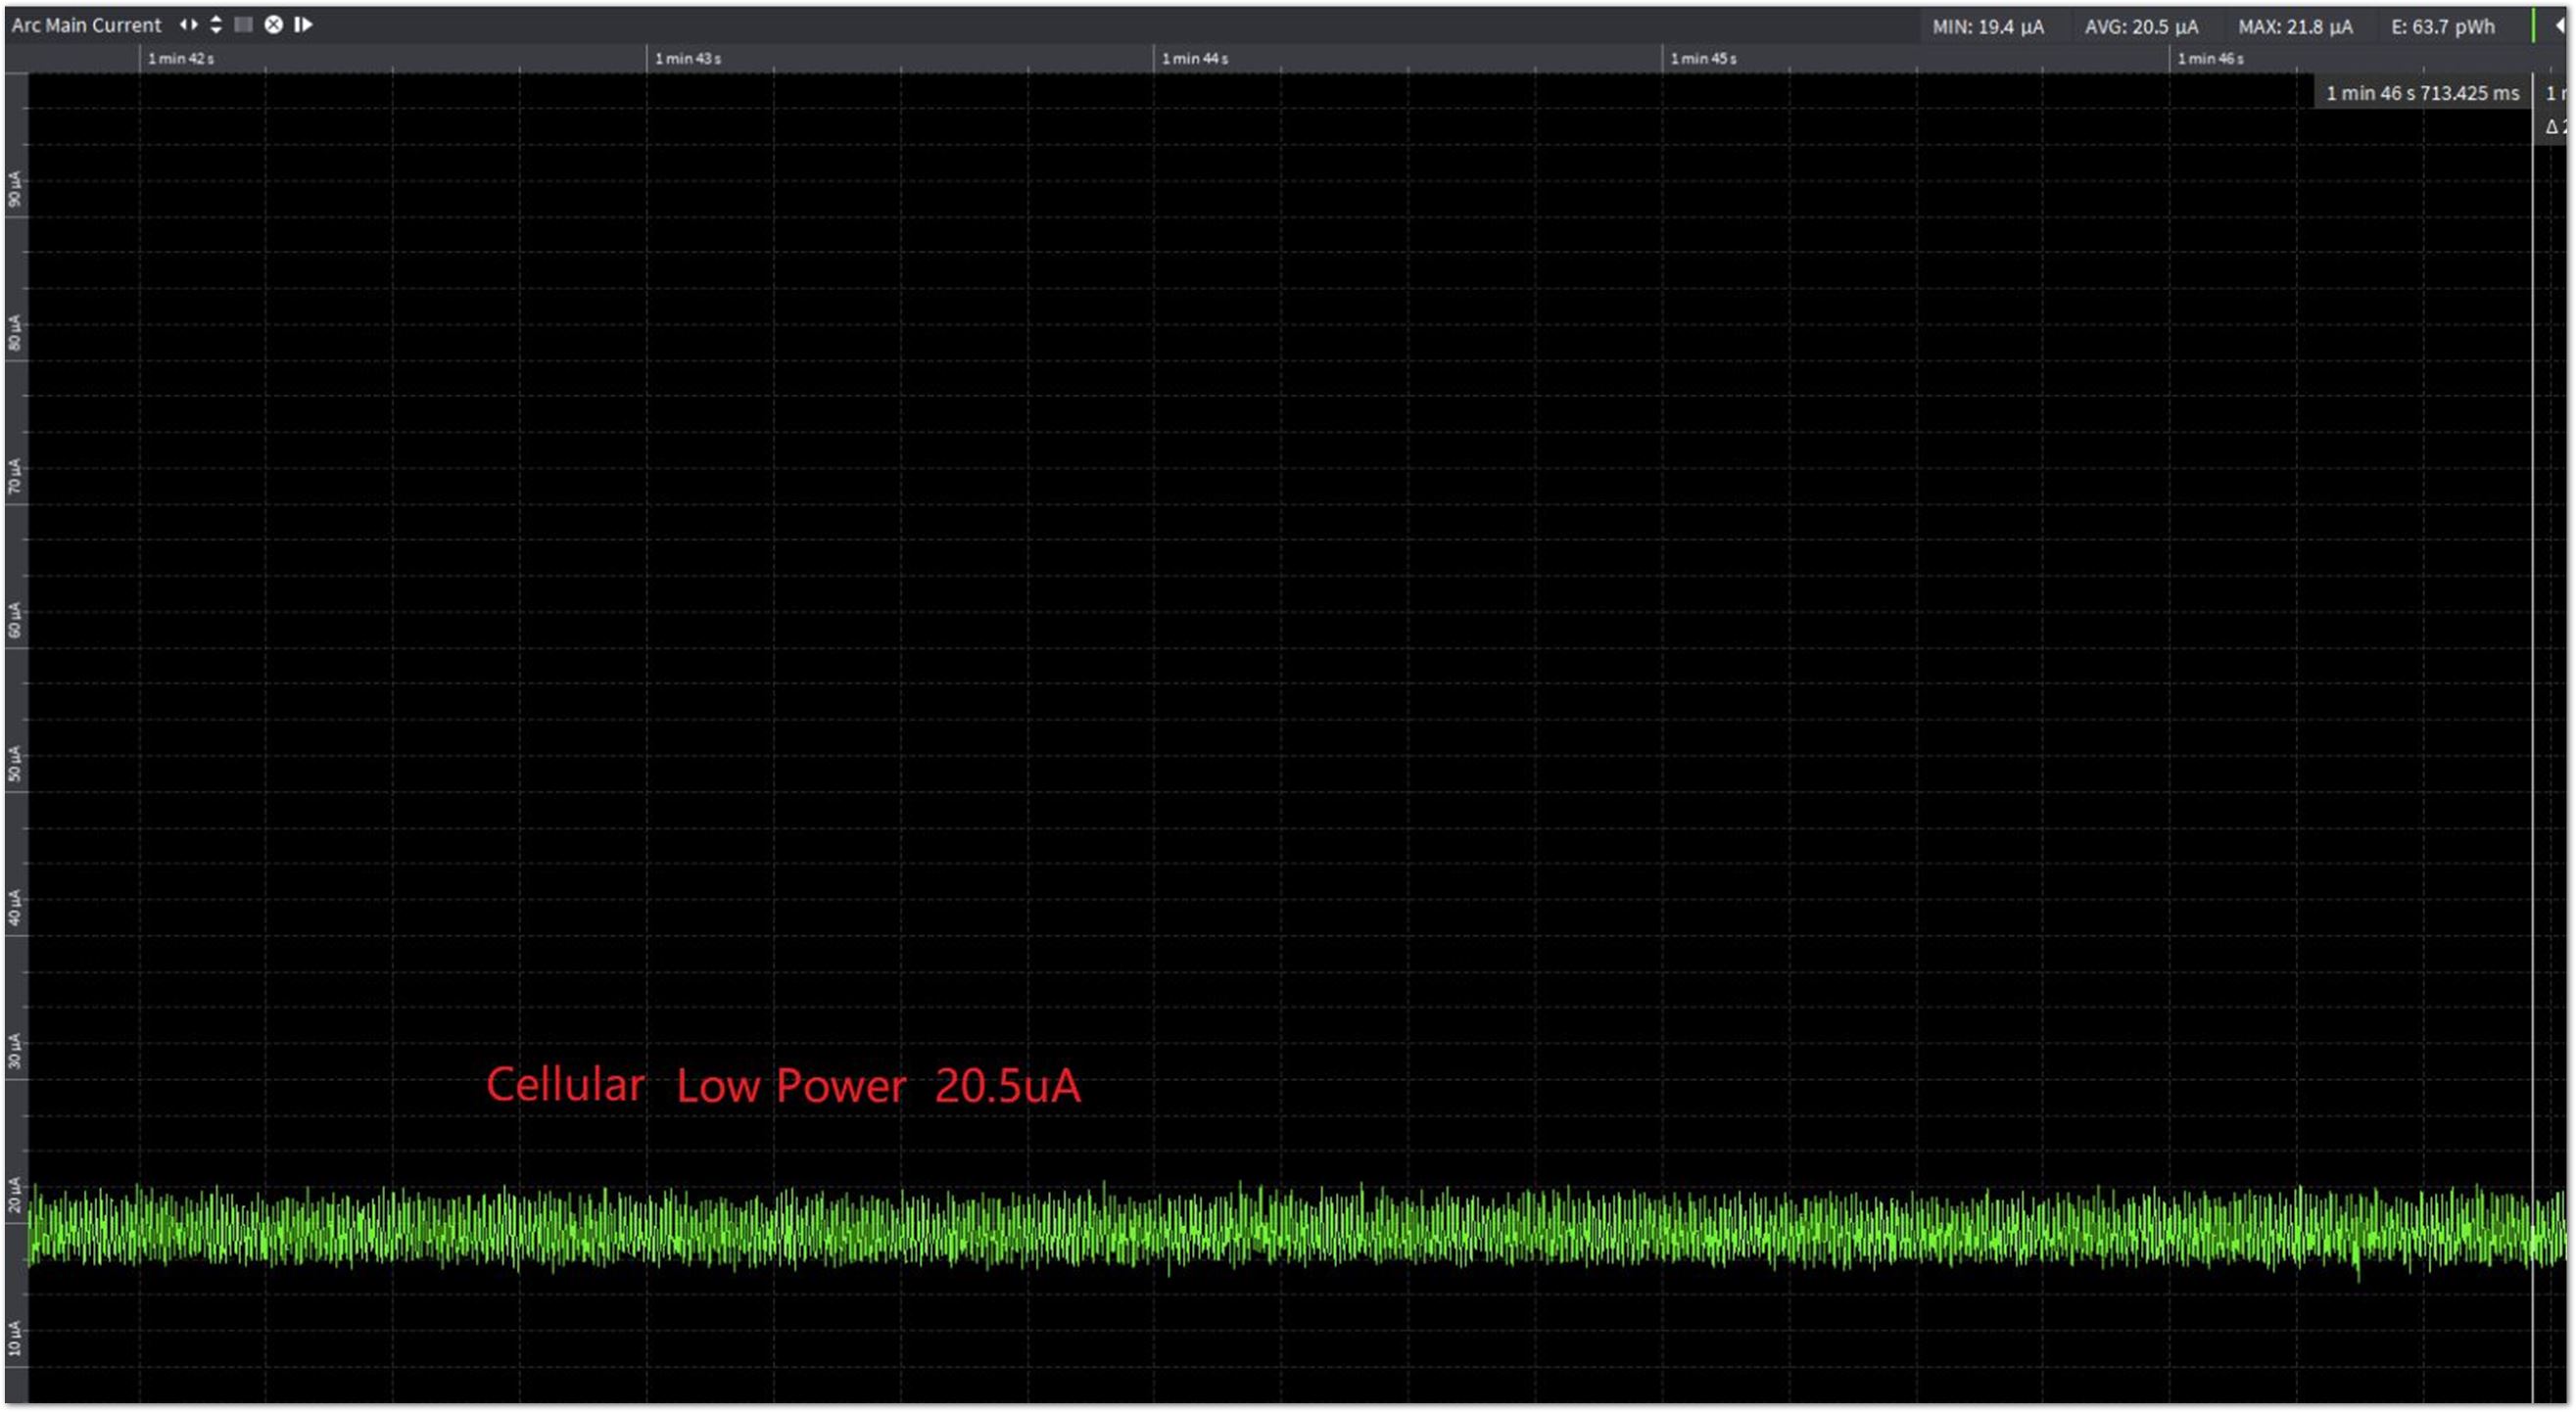 Arc Main Current MIN: 19.4 µA AVG: 20.5 µA MAX: 21.8 µA E: 63.7 pWh
1 min 42 s 1 min 43 s 1 min 44 s 1 min 45 s 1 min 46 s
1 min 46 s 713.425 ms 1
Δ
90 µA
80 µA
70 µA
60 µA
50 µA
40 µA
30 µA
Cellular Low Power 20.5uA
20 µA
10 µA